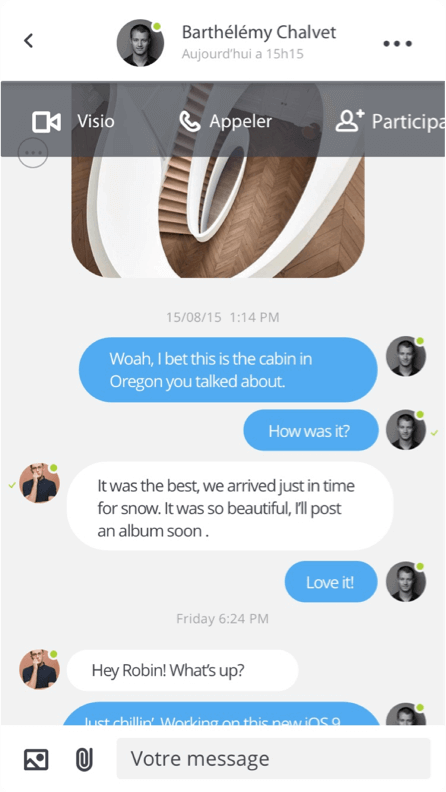 Barthélémy Chalvet
Aujourd'hui a 15h15
Visio
Appeler
Participa
15/08/15 1:14 PM
Woah, I bet this is the cabin in
Oregon you talked about.
How was it?
It was the best, we arrived just in time
for snow. It was so beautiful, I'll post
an album soon .
Love it!
Friday 6:24 PM
Hey Robin! What's up?
Just chillin'. Working on this new iOS 9
Votre message